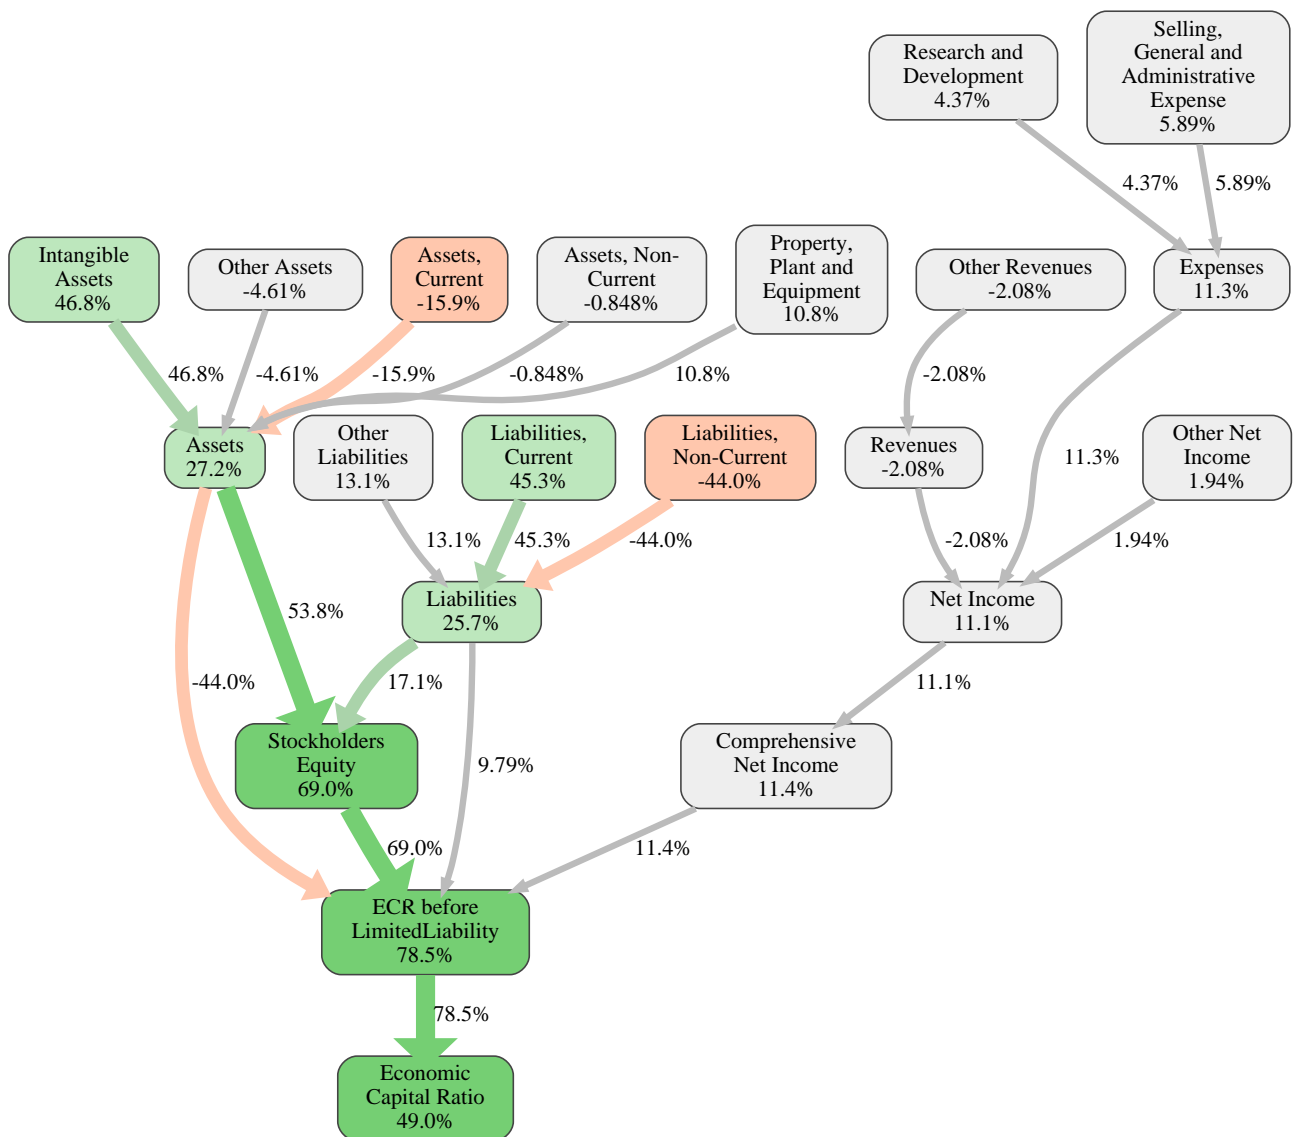 Selling,
General and
Administrative
Expense
5.89%
Research and
Development
4.37%
4.37%
5.89%
Intangible
Assets
46.8%
Other Assets
-4.61%
Assets,
Current
-15.9%
Assets, Non-
Current
-0.848%
Property,
Plant and
Equipment
10.8%
Other Revenues
-2.08%
Expenses
11.3%
46.8%
-4.61%
-15.9%
-0.848%
10.8%
-2.08%
Assets
27.2%
Other
Liabilities
13.1%
Liabilities,
Current
45.3%
Liabilities,
Non-Current
-44.0%
Revenues
-2.08%
11.3%
Other Net
Income
1.94%
13.1%
45.3%
-44.0%
-2.08%
1.94%
53.8%
Liabilities
25.7%
Net Income
11.1%
-44.0%
17.1%
11.1%
Stockholders
Equity
69.0%
9.79%
Comprehensive
Net Income
11.4%
69.0%
11.4%
ECR before
LimitedLiability
78.5%
78.5%
Economic
Capital Ratio
49.0%